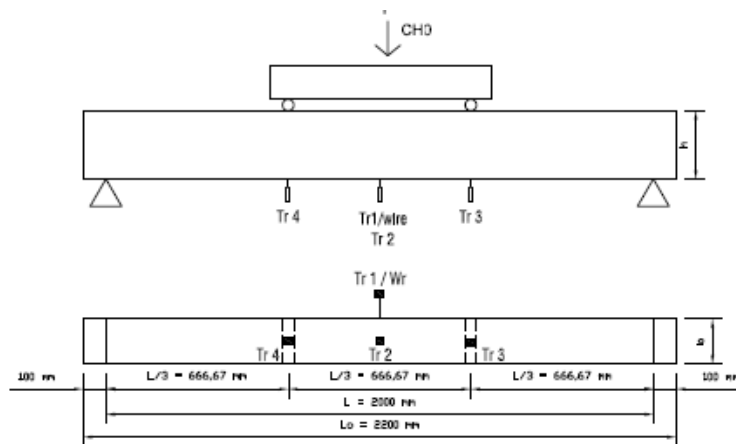 CH0
h
Tr 4
Tr1/wire
Tr 3
Tr 2
Tr 1 / Wr
Tr 4
Tr 2
Tr 3
b
100 mm
L/3 = 666,67 mm
L/3 = 666,67 mm
L/3 = 666,67 mm
100 mm
L = 2000 mm
Lo = 2200 mm